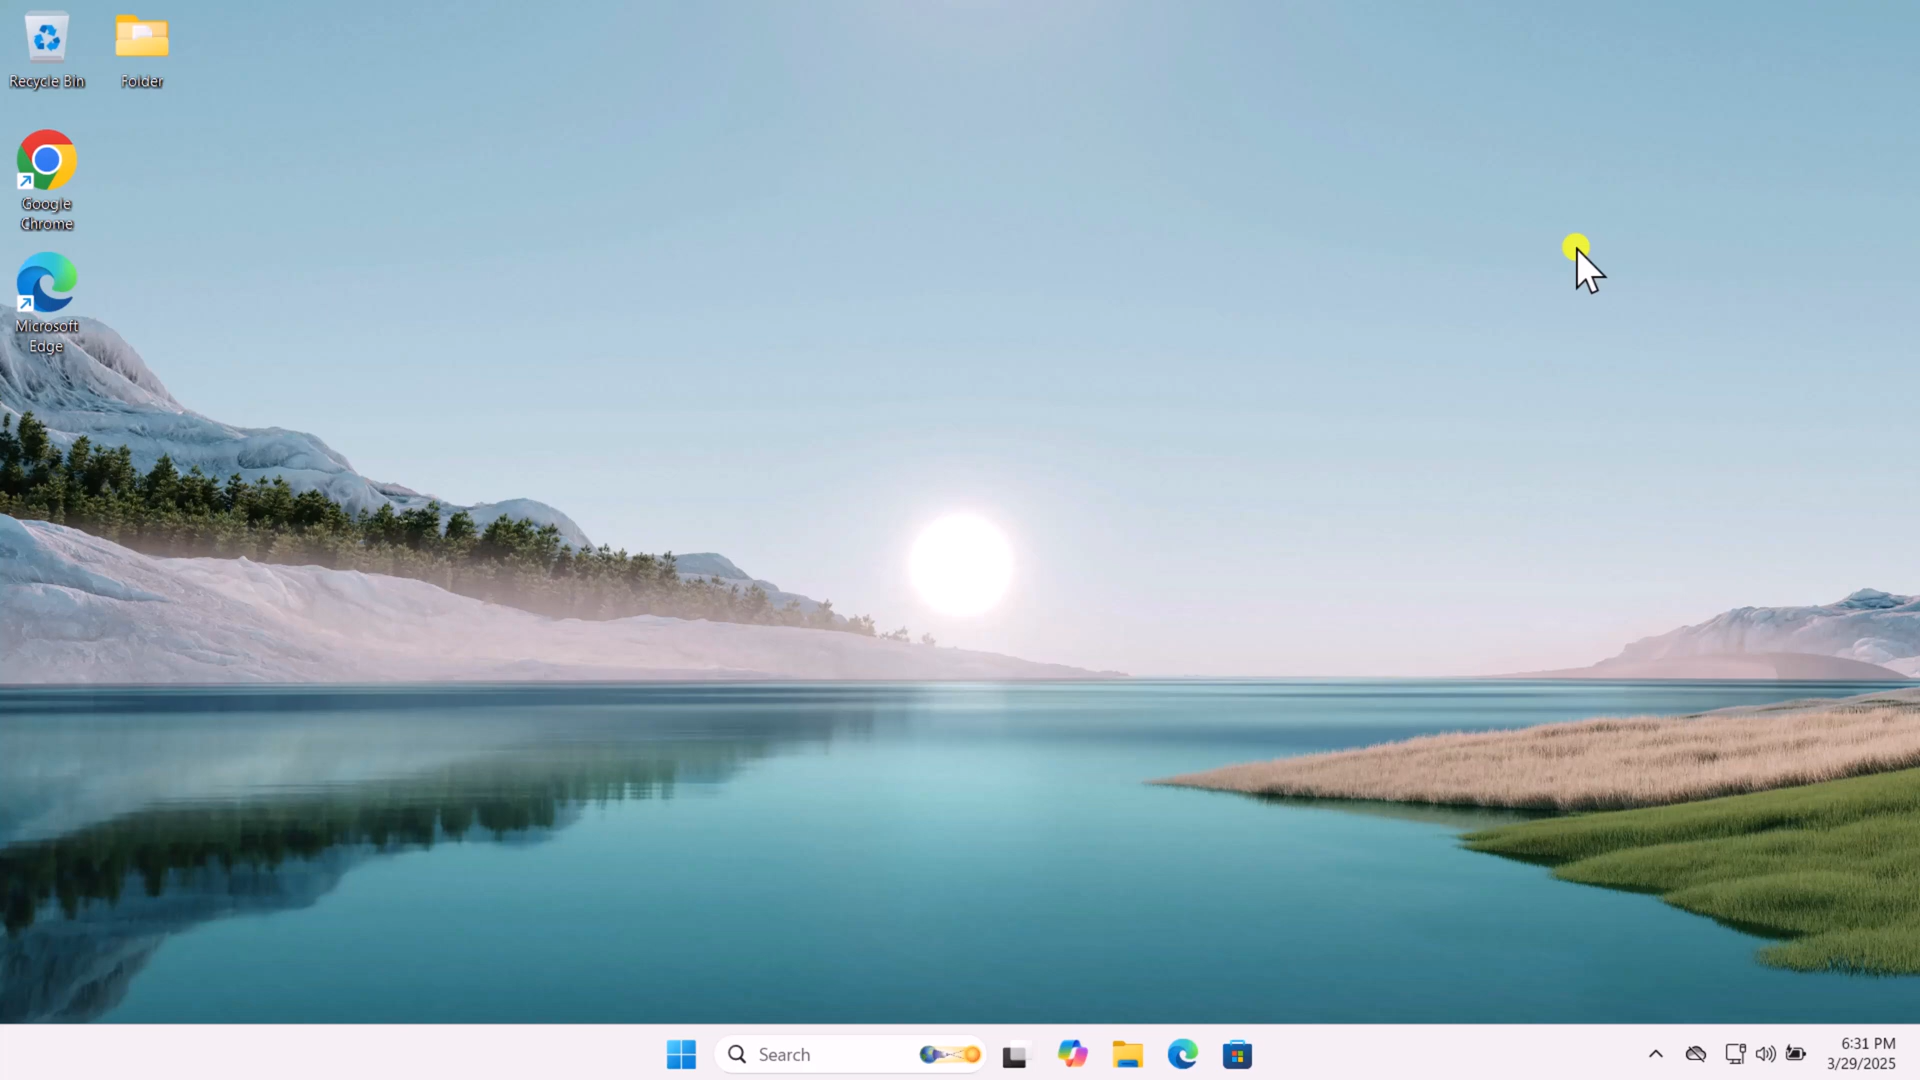 Recycle Bin
Folder
Google
Chrome
Microsoft
Edge
Search
6:31 PM
3/29/2025